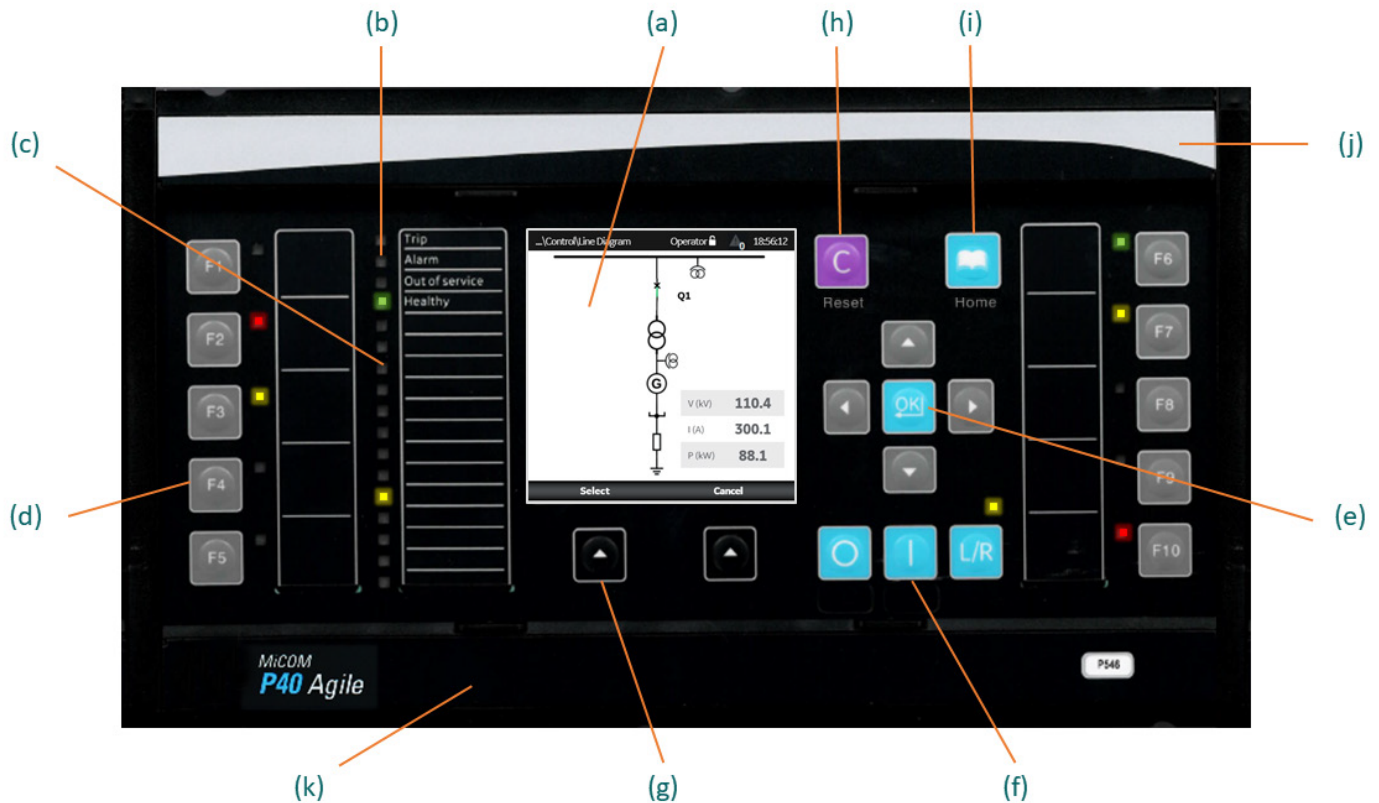 (b)
(a)
(h)
(i)
(c)
(j)
Trip
Alarm
Out of service
Healthy
...\Control\Line Diagram Operator 0 18:56:12
Q1
G
V (kV) 110.4
I (A) 300.1
P (kW) 88.1
Select Cancel
C
Reset
Home
OK
O I L/R
F1
F2
F3
F4
F5
F6
F7
F8
F9
F10
(d)
(e)
MiCOM
P40 Agile
P546
(k)
(g)
(f)